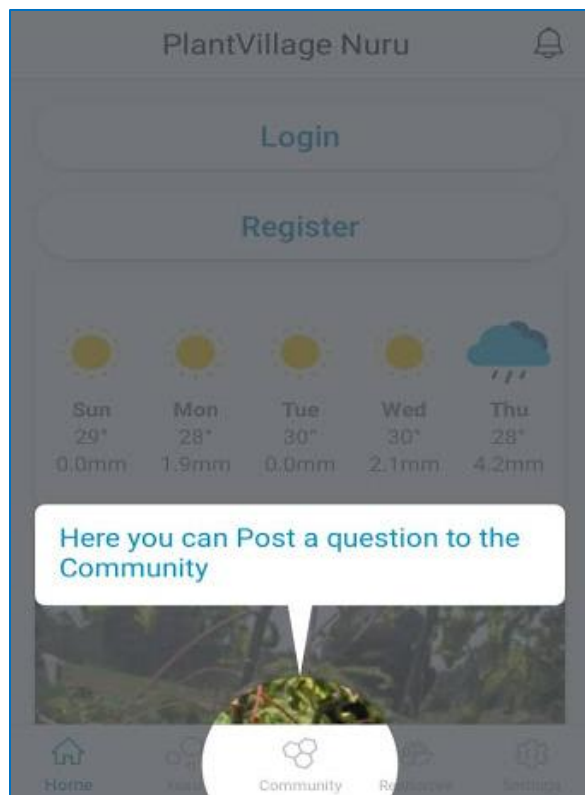 PlantVillage Nuru
Login
Register
Sun Mon Tue Wed Thu
29° 28° 30° 30° 28°
0.0mm 1.9mm 0.0mm 2.1mm 4.2mm
Here you can Post a question to the
Community
Home Community Resources Settings